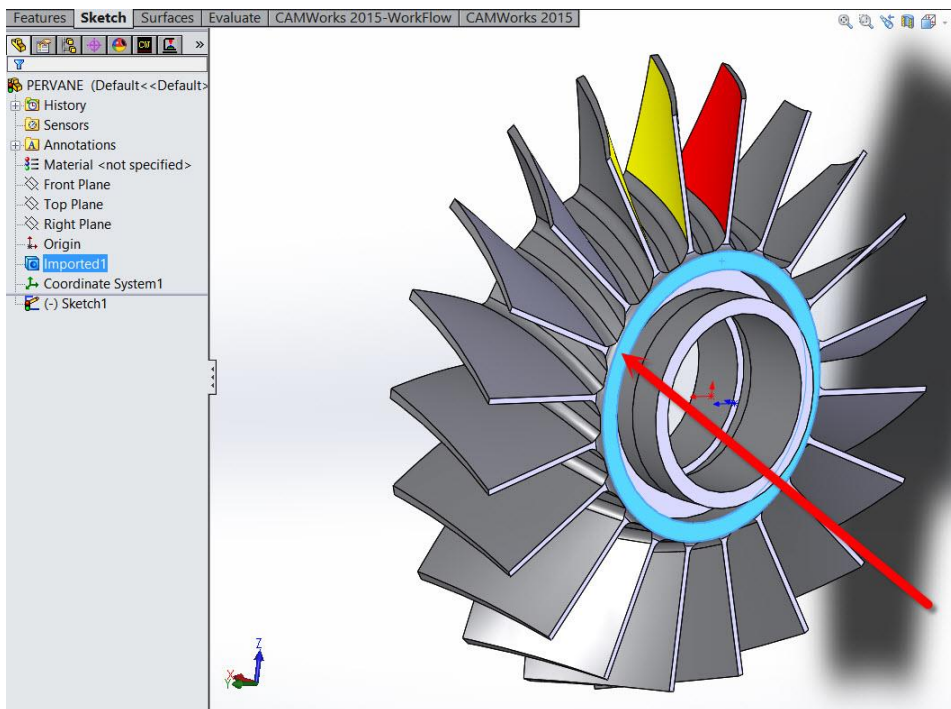 Features Sketch Surfaces Evaluate CAMWorks 2015-WorkFlow CAMWorks 2015
»
PERVANE (Default<<Default>
History
Sensors
A Annotations
Material <not specified>
Front Plane
Top Plane
Right Plane
Origin
Imported1
Coordinate System1
(-) Sketch1
Z
X
Y